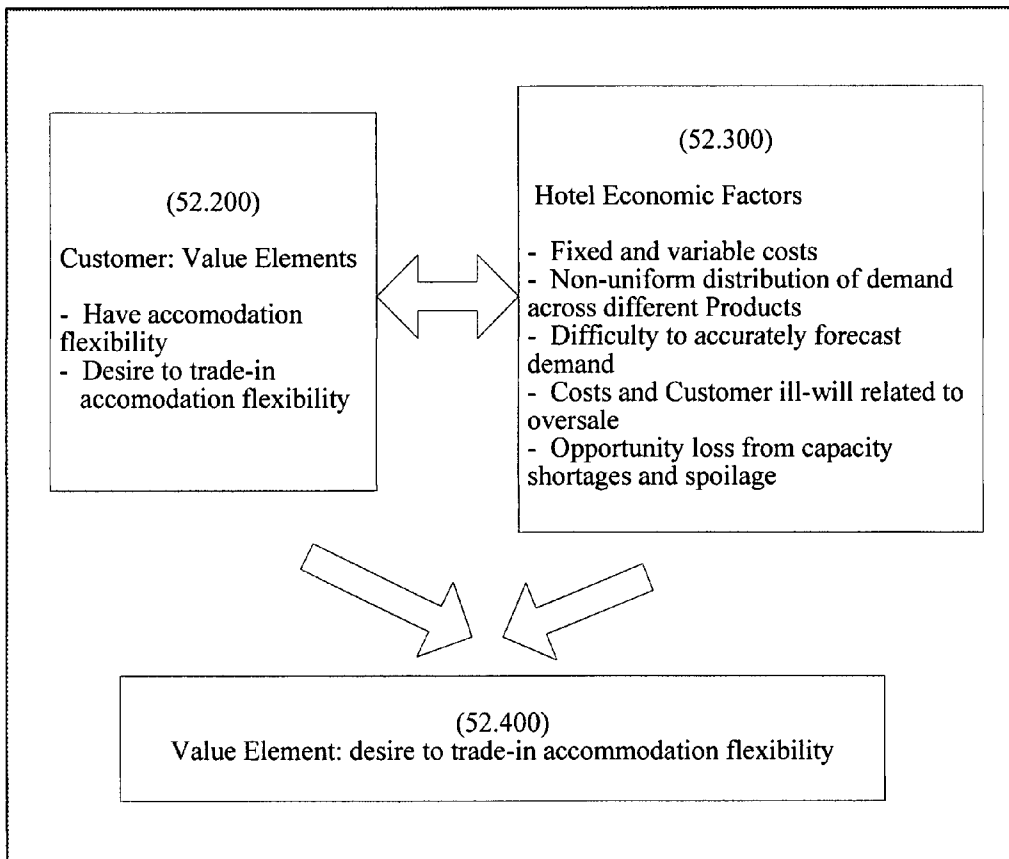 (52.200)
Customer: Value Elements
- Have accomodation
flexibility
- Desire to trade-in
accomodation flexibility
(52.300)
Hotel Economic Factors
- Fixed and variable costs
- Non-uniform distribution of demand
across different Products
- Difficulty to accurately forecast
demand
- Costs and Customer ill-will related to
oversale
- Opportunity loss from capacity
shortages and spoilage
(52.400)
Value Element: desire to trade-in accommodation flexibility